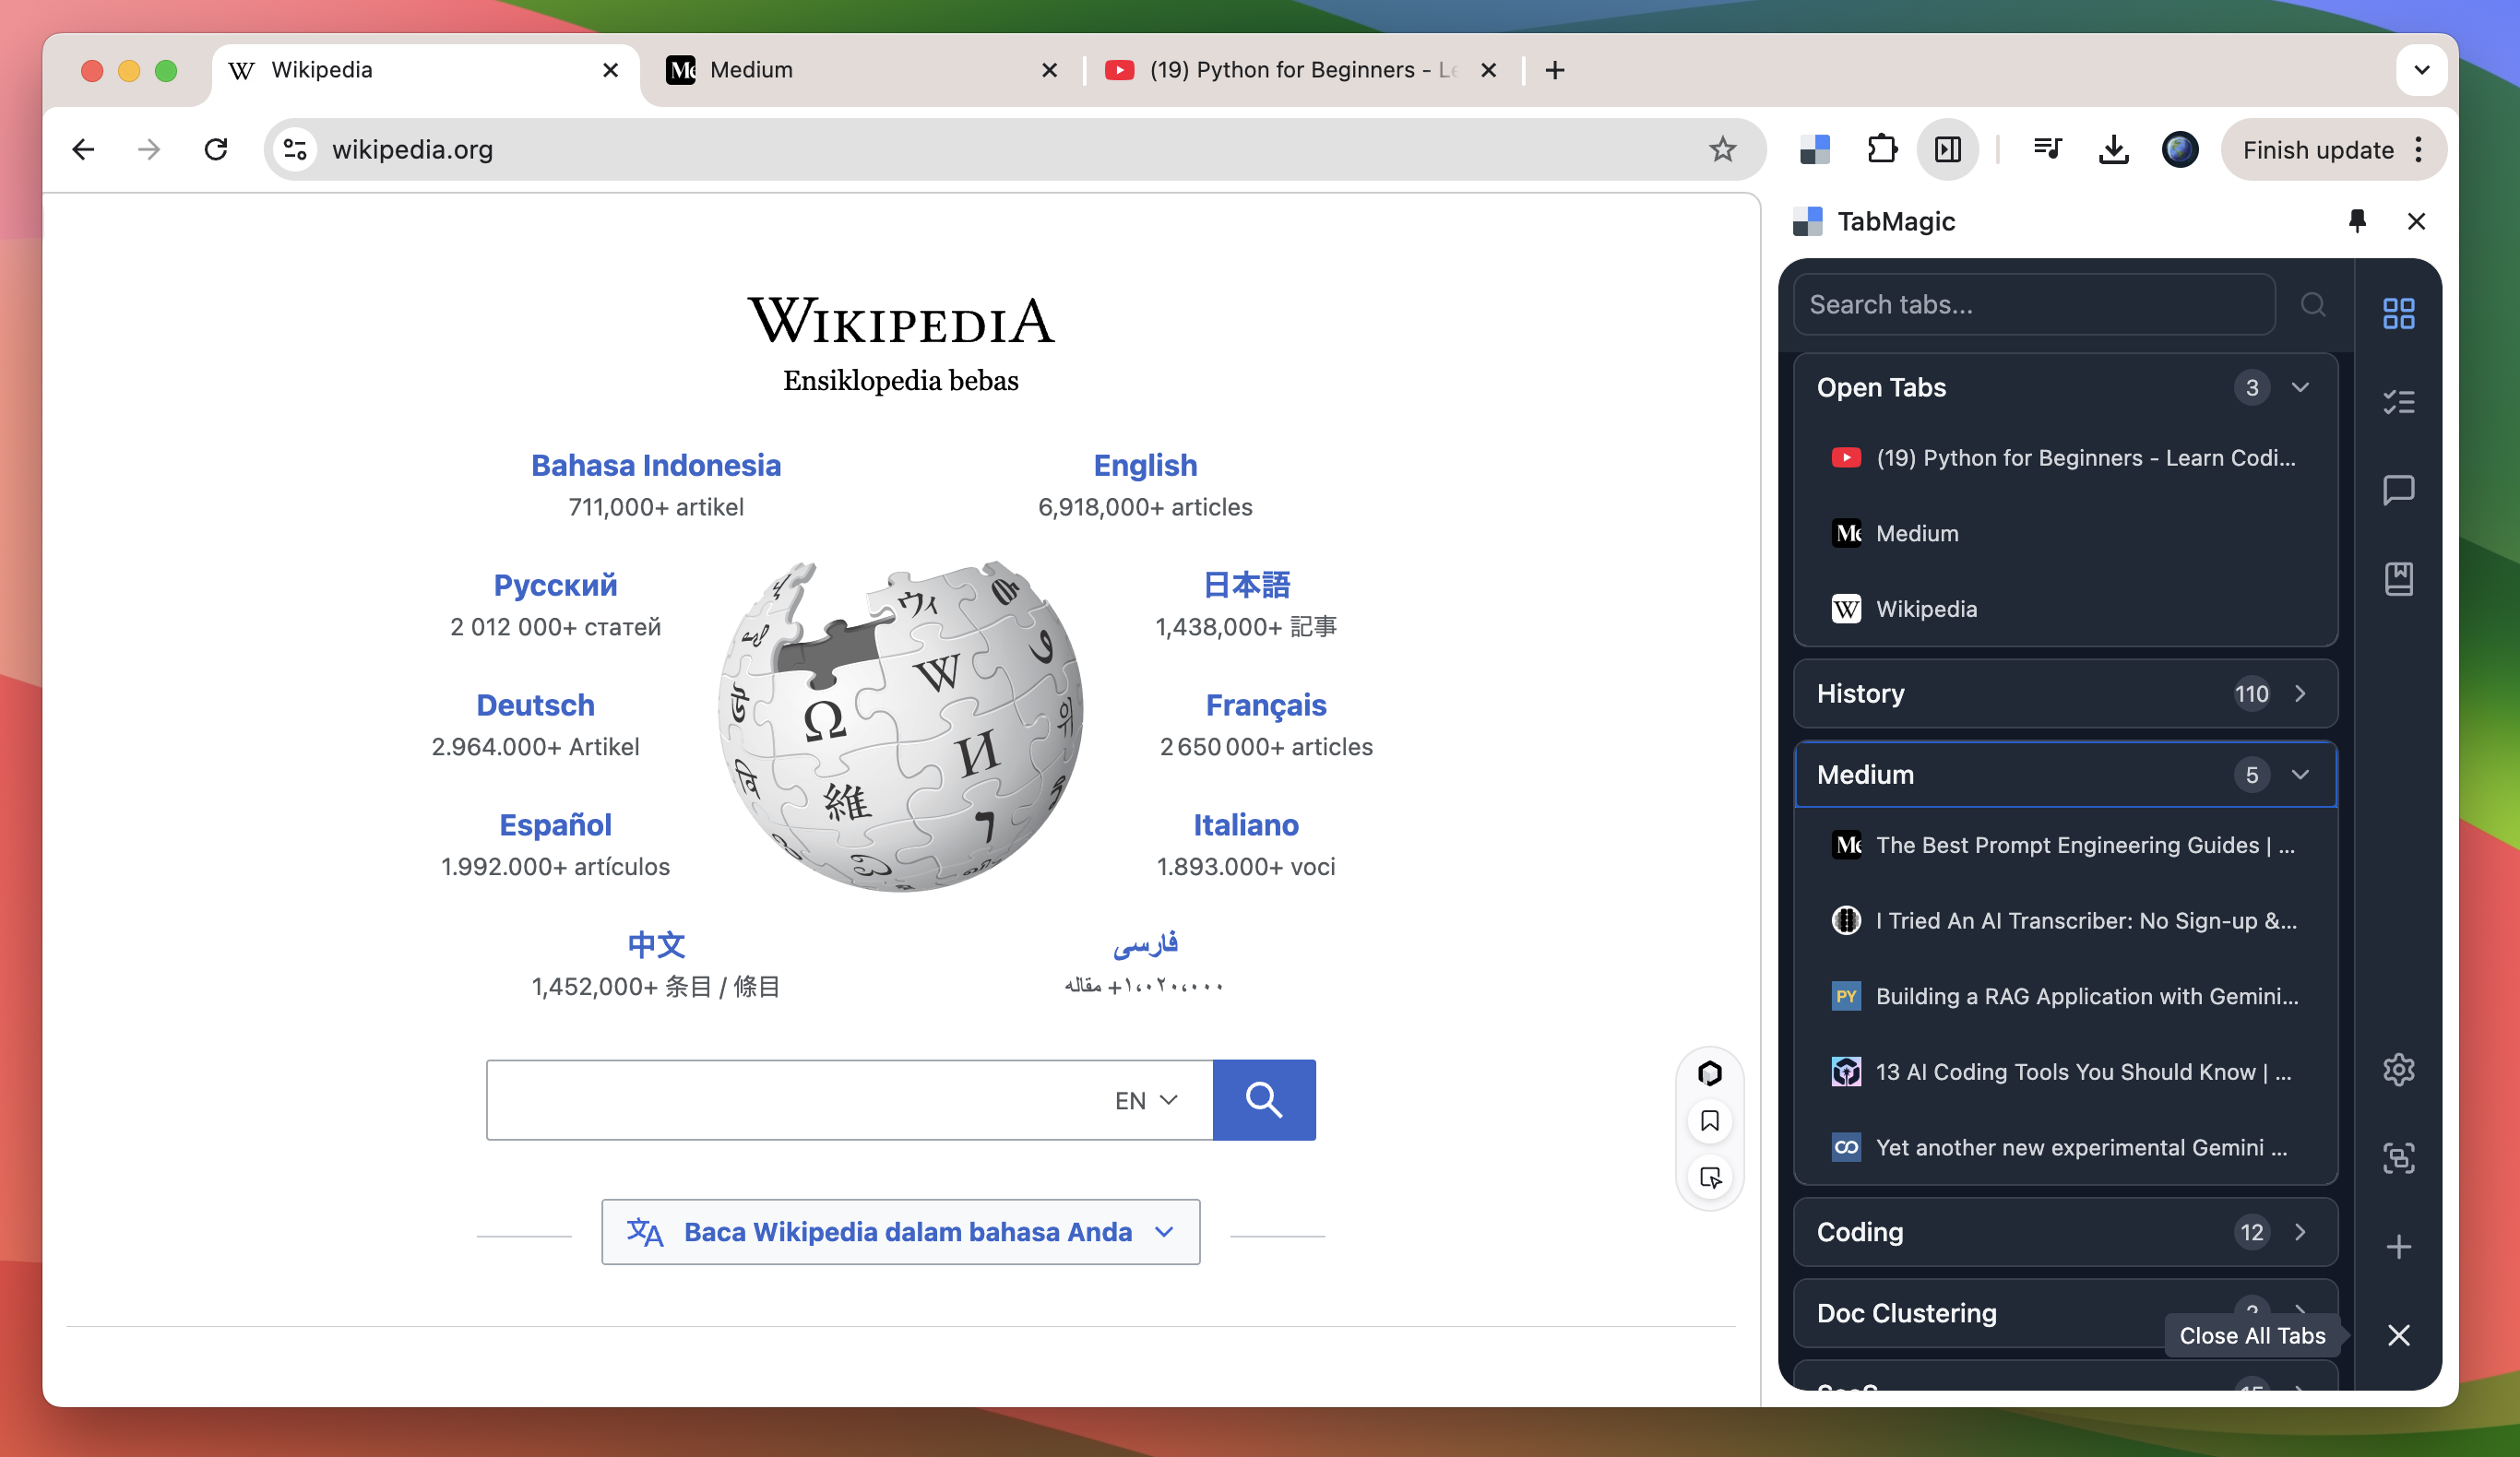 Wikipedia
Medium
(19) Python for Beginners - Le
wikipedia.org
Finish update
WIKIPEDIA
Ensiklopedia bebas
Bahasa Indonesia
711,000+ artikel
English
6,918,000+ articles
Русский
2 012 000+ статей
日本語
1,438,000+ 記事
Deutsch
2.964.000+ Artikel
Français
2 650 000+ articles
Español
1.992.000+ artículos
Italiano
1.893.000+ voci
中文
1,452,000+ 条目 / 條目
فارسی
۱،۰۲۰،۰۰۰+ مقاله
EN
Baca Wikipedia dalam bahasa Anda
TabMagic
Search tabs...
Open Tabs 3
(19) Python for Beginners - Learn Codi...
Medium
Wikipedia
History 110
Medium 5
The Best Prompt Engineering Guides | ...
I Tried An AI Transcriber: No Sign-up &...
PY Building a RAG Application with Gemini...
13 AI Coding Tools You Should Know | ...
Yet another new experimental Gemini ...
Coding 12
Doc Clustering
Close All Tabs